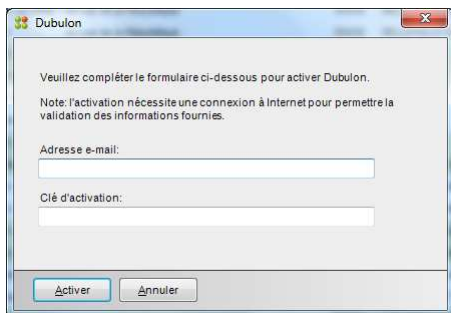 Dubulon
Veuillez compléter le formulaire ci-dessous pour activer Dubulon.
Note: l'activation nécessite une connexion à Internet pour permettre la
validation des informations fournies.
Adresse e-mail:
Clé d'activation:
Activer
Annuler